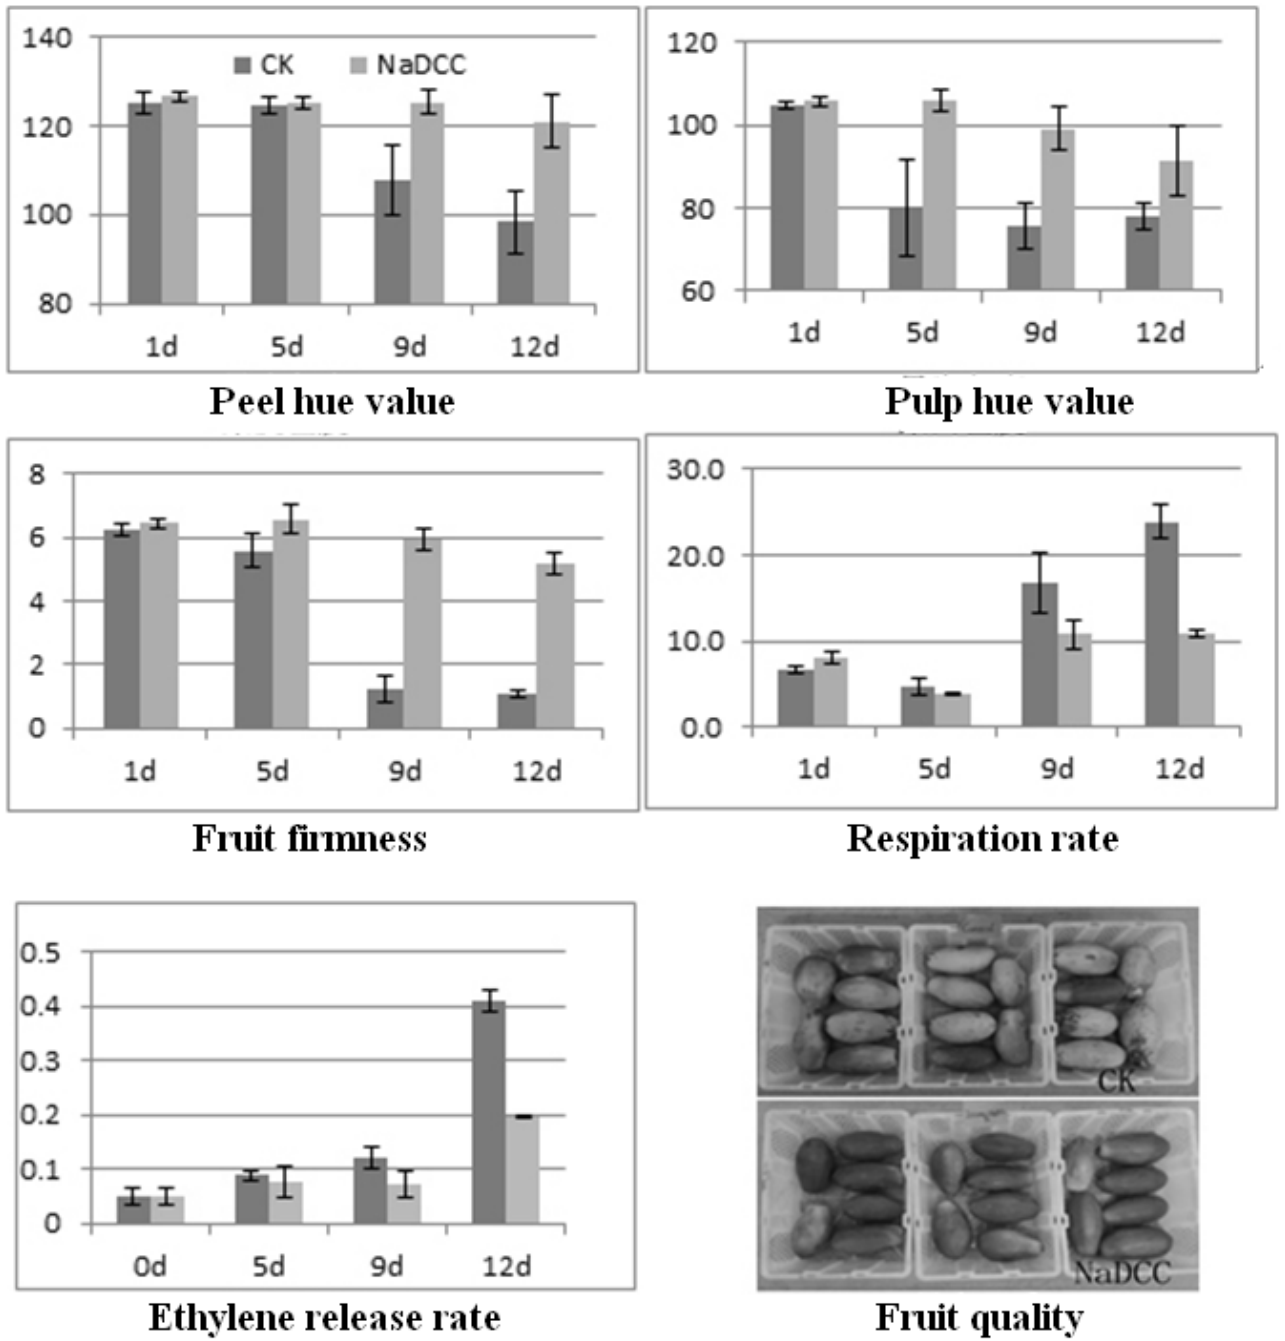 140
120
100
80
CK NaDCC
1d 5d 9d 12d
Peel hue value
120
100
80
60
1d 5d 9d 12d
Pulp hue value
8
6
4
2
0
1d 5d 9d 12d
Fruit firmness
30.0
20.0
10.0
0.0
1d 5d 9d 12d
Respiration rate
0.5
0.4
0.3
0.2
0.1
0
0d 5d 9d 12d
Ethylene release rate
CK
NaDCC
Fruit quality